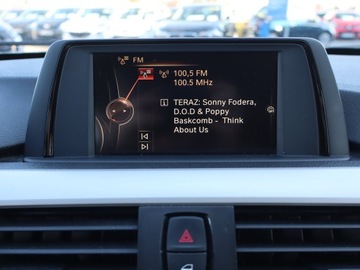 FM
100,5 FM
100.5 MHz
TERAZ: Sonny Fodera,
D.O.D & Poppy
Baskcomb - Think
About Us